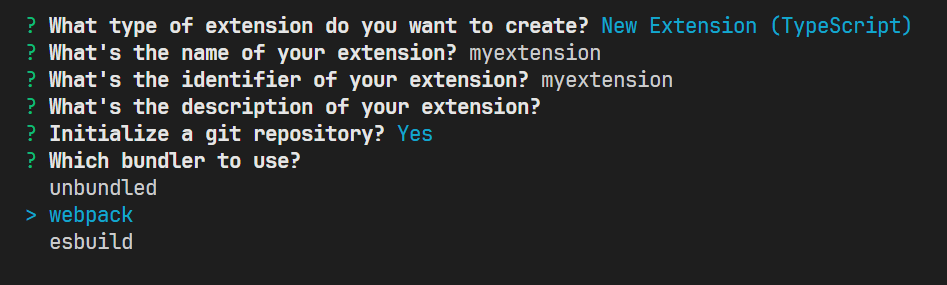 ? What type of extension do you want to create? New Extension (TypeScript)
? What's the name of your extension? myextension
? What's the identifier of your extension? myextension
? What's the description of your extension?
? Initialize a git repository? Yes
? Which bundler to use?
unbundled
> webpack
esbuild